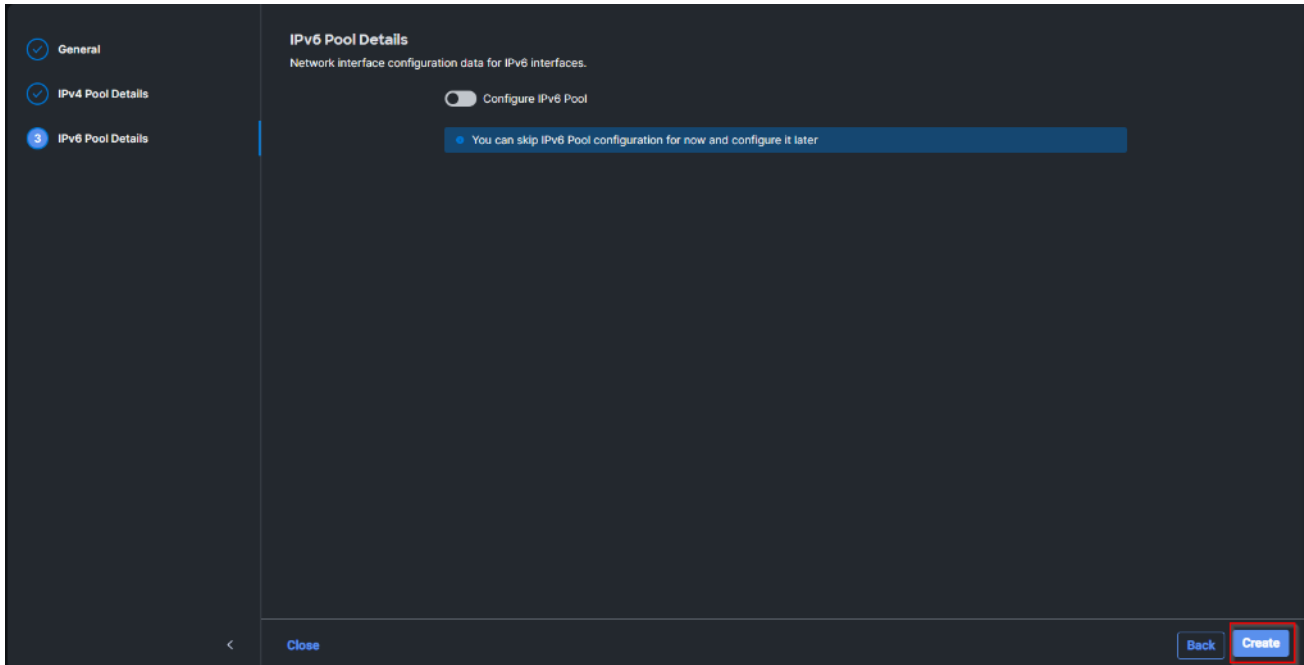 General
IPv4 Pool Details
3 IPv6 Pool Details
IPv6 Pool Details
Network interface configuration data for IPv6 interfaces.
Configure IPv6 Pool
You can skip IPv6 Pool configuration for now and configure it later
Close
Back
Create